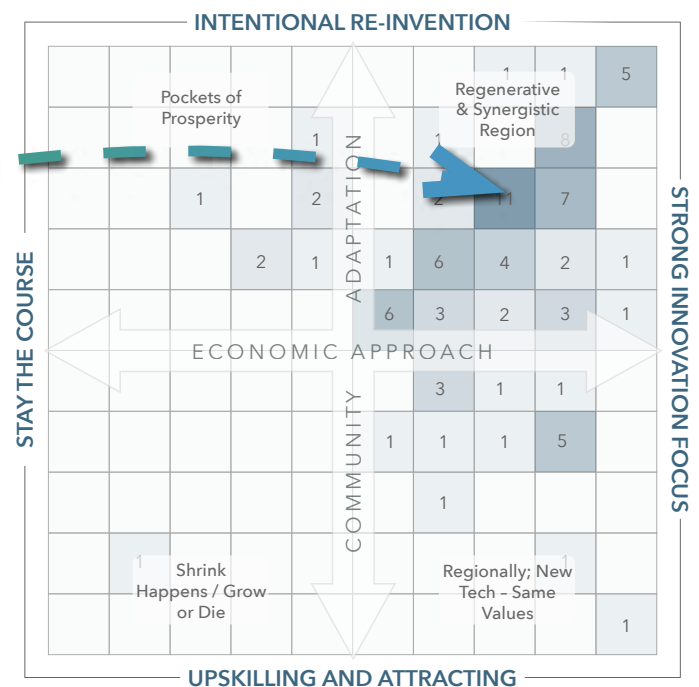 INTENTIONAL RE-INVENTION
1 1 5
Pockets of
Prosperity
Regenerative
& Synergistic
Region
1 1 8
1 2 2 11 7
2 1 1 6 4 2 1
6 3 2 3 1
ADAPTATION
STAY THE COURSE
ECONOMIC APPROACH
STRONG INNOVATION FOCUS
COMMUNITY
3 1 1
1 1 1 5
1
1 1
Shrink
Happens / Grow
or Die
Regionally; New
Tech – Same
Values
1
UPSKILLING AND ATTRACTING